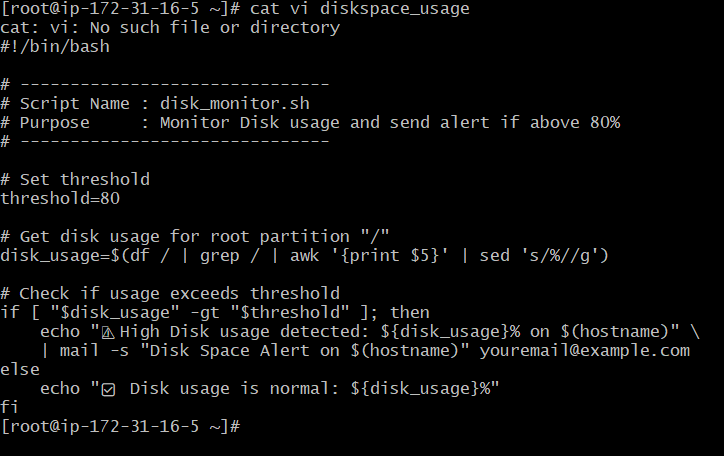 [root@ip-172-31-16-5 ~]# cat vi diskspace_usage
cat: vi: No such file or directory
#!/bin/bash

# -------------------------------
# Script Name : disk_monitor.sh
# Purpose     : Monitor Disk usage and send alert if above 80%
# -------------------------------

# Set threshold
threshold=80

# Get disk usage for root partition "/"
disk_usage=$(df / | grep / | awk '{print $5}' | sed 's/%//g')

# Check if usage exceeds threshold
if [ "$disk_usage" -gt "$threshold" ]; then
    echo "⚠️High Disk usage detected: ${disk_usage}% on $(hostname)" \
    | mail -s "Disk Space Alert on $(hostname)" youremail@example.com
else
    echo "☑ Disk usage is normal: ${disk_usage}%"
fi
[root@ip-172-31-16-5 ~]#